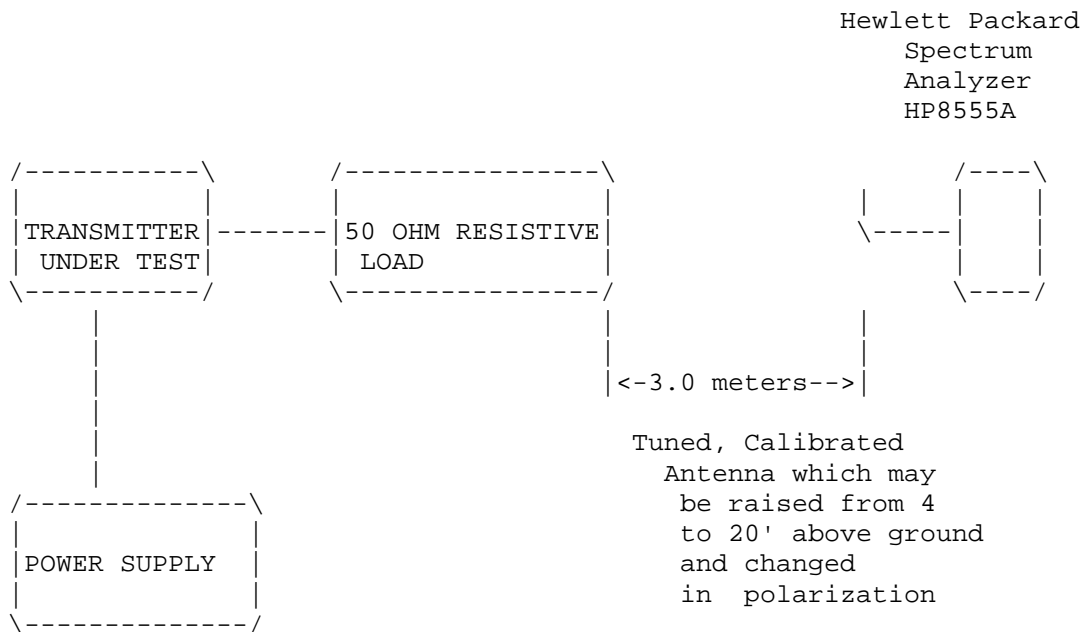 Hewlett Packard
Spectrum
Analyzer
HP8555A
TRANSMITTER
UNDER TEST
50 OHM RESISTIVE
LOAD
<-3.0 meters-->
Tuned, Calibrated
Antenna which may
be raised from 4
to 20' above ground
and changed
in polarization
POWER SUPPLY